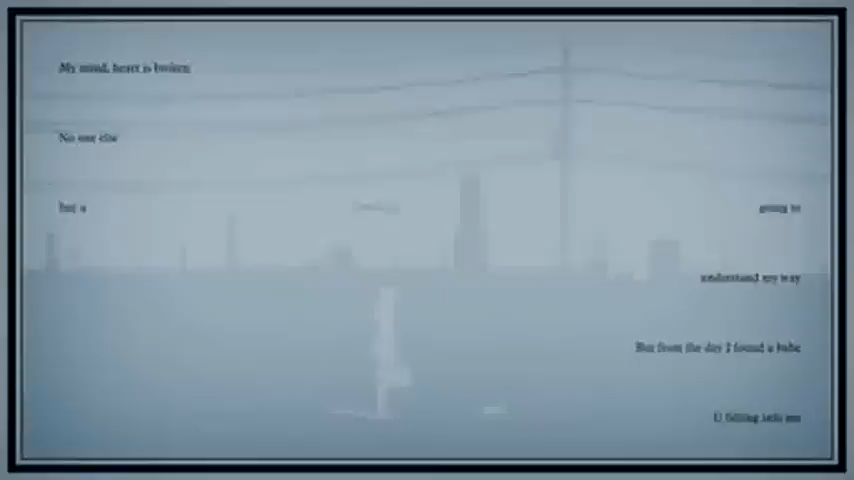 My mind, heart is broken
No one else
but a
going to
understand my way
But from the day I found a babe
U falling into me